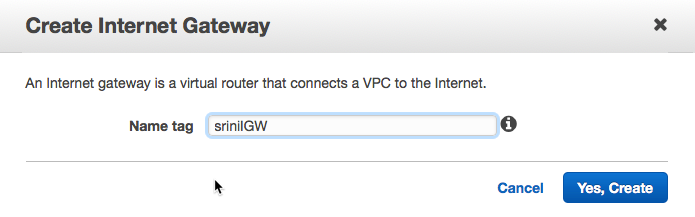 Create Internet Gateway
An Internet gateway is a virtual router that connects a VPC to the Internet.
Name tag sriniIGW
Cancel Yes, Create